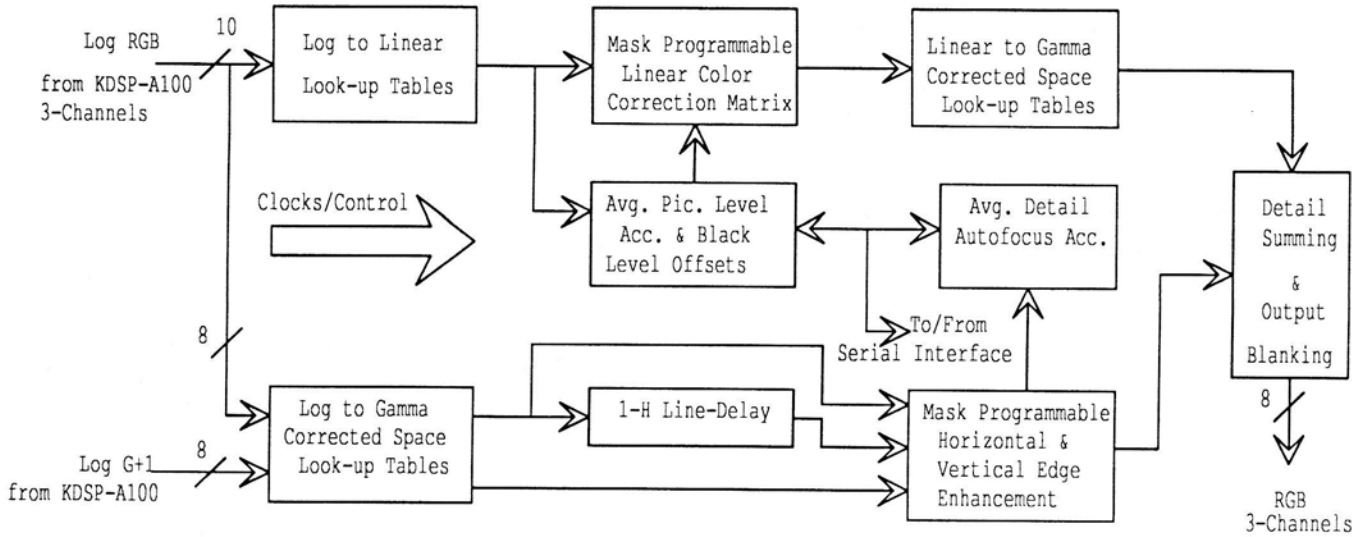 Log RGB
from KDSP-A100
3-Channels
10
Log to Linear
Look-up Tables
Mask Programmable
Linear Color
Correction Matrix
Linear to Gamma
Corrected Space
Look-up Tables
Clocks/Control
Avg. Pic. Level
Acc. & Black
Level Offsets
Avg. Detail
Autofocus Acc.
Detail
Summing
&
Output
Blanking
To/From
Serial Interface
8
8
Log G+1
from KDSP-A100
8
Log to Gamma
Corrected Space
Look-up Tables
1-H Line-Delay
Mask Programmable
Horizontal &
Vertical Edge
Enhancement
RGB
3-Channels